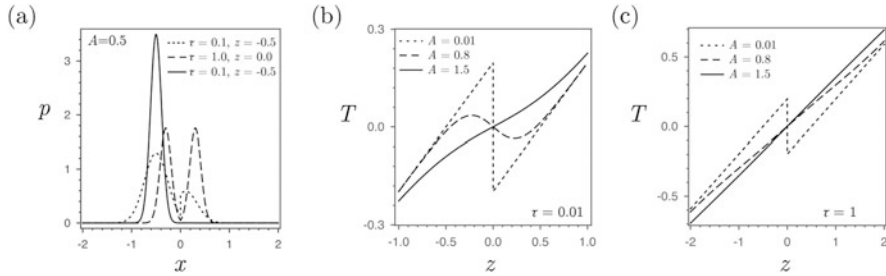 (a)
A=0.5
τ = 0.1, z = -0.5
τ = 1.0, z = 0.0
τ = 0.1, z = -0.5
p
3
2
1
0
-2 -1 0 1 2
x
(b)
0.3
A = 0.01
A = 0.8
A = 1.5
T
0.0
-0.3
τ = 0.01
-1.0 -0.5 0.0 0.5 1.0
z
(c)
A = 0.01
A = 0.8
A = 1.5
0.5
T
0.0
-0.5
τ = 1
-2 -1 0 1 2
z